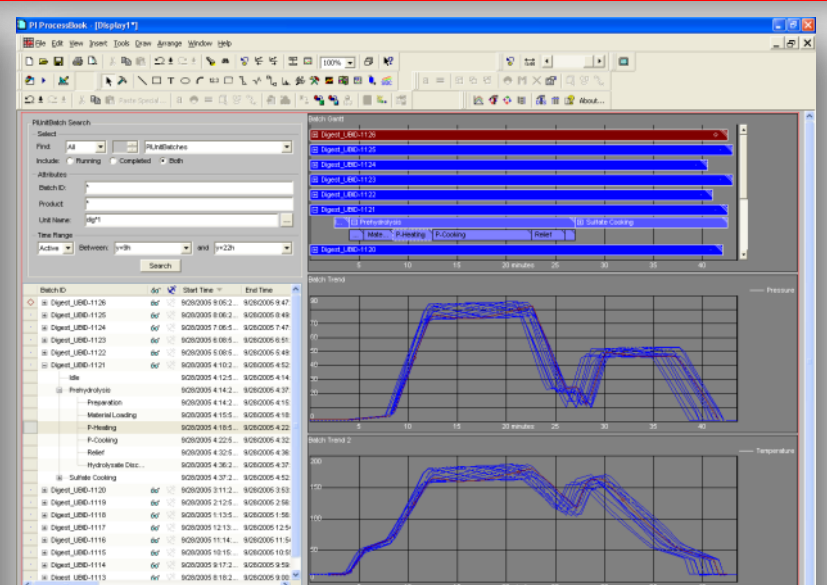 PI ProcessBook - [Display1*]
File Edit View Insert Tools Draw Arrange Window Help
100%
Paste Special...
About...
PIUnitBatch Search
Select
Find: All PIUnitBatches
Include: Running Completed Both
Attributes
Batch ID: *
Product: *
Unit Name: dig*1 ...
Time Range
Active Between: y+9h and y+22h
Search
Batch ID Start Time End Time
Digest_UBID-1126 9/28/2005 9:05:2... 9/28/2005 9:47:
Digest_UBID-1125 9/28/2005 8:06:2... 9/28/2005 8:49:
Digest_UBID-1124 9/28/2005 7:06:5... 9/28/2005 7:47:
Digest_UBID-1123 9/28/2005 6:08:5... 9/28/2005 6:51:
Digest_UBID-1122 9/28/2005 5:08:5... 9/28/2005 5:49:
Digest_UBID-1121 9/28/2005 4:10:2... 9/28/2005 4:52:
Idle 9/28/2005 4:12:5... 9/28/2005 4:14:
Prehydrolysis 9/28/2005 4:14:2... 9/28/2005 4:37:
Preparation 9/28/2005 4:14:2... 9/28/2005 4:15:
Material Loading 9/28/2005 4:15:5... 9/28/2005 4:18:
P-Heating 9/28/2005 4:18:5... 9/28/2005 4:22:
P-Cooking 9/28/2005 4:22:5... 9/28/2005 4:32:
Relief 9/28/2005 4:32:5... 9/28/2005 4:36:
Hydrolysate Disc... 9/28/2005 4:36:2... 9/28/2005 4:37:
Sulfate Cooking 9/28/2005 4:37:2... 9/28/2005 4:52:
Digest_UBID-1120 9/28/2005 3:11:2... 9/28/2005 3:53:
Digest_UBID-1119 9/28/2005 2:12:5... 9/28/2005 2:56:
Digest_UBID-1118 9/28/2005 1:13:5... 9/28/2005 1:56:
Digest_UBID-1117 9/28/2005 12:13:... 9/28/2005 12:54
Digest_UBID-1116 9/28/2005 11:14:... 9/28/2005 11:54
Digest_UBID-1115 9/28/2005 10:15:... 9/28/2005 10:55
Digest_UBID-1114 9/28/2005 9:17:2... 9/28/2005 9:59:
Digest_UBID-1113 9/28/2005 8:18:2... 9/28/2005 9:00:
Batch Gantt
Digest_UBID-1126
Digest_UBID-1125
Digest_UBID-1124
Digest_UBID-1123
Digest_UBID-1122
Digest_UBID-1121
I... Prehydrolysis Sulfate Cooking
... Mate... P-Heating P-Cooking Relief
Digest_UBID-1120
5 10 15 20 minutes 25 30 35 40
Batch Trend
Pressure
90
70
60
50
40
30
20
0
5 10 15 20 minutes 25 30 35 40
Batch Trend 2
Temperature
200
150
100
50